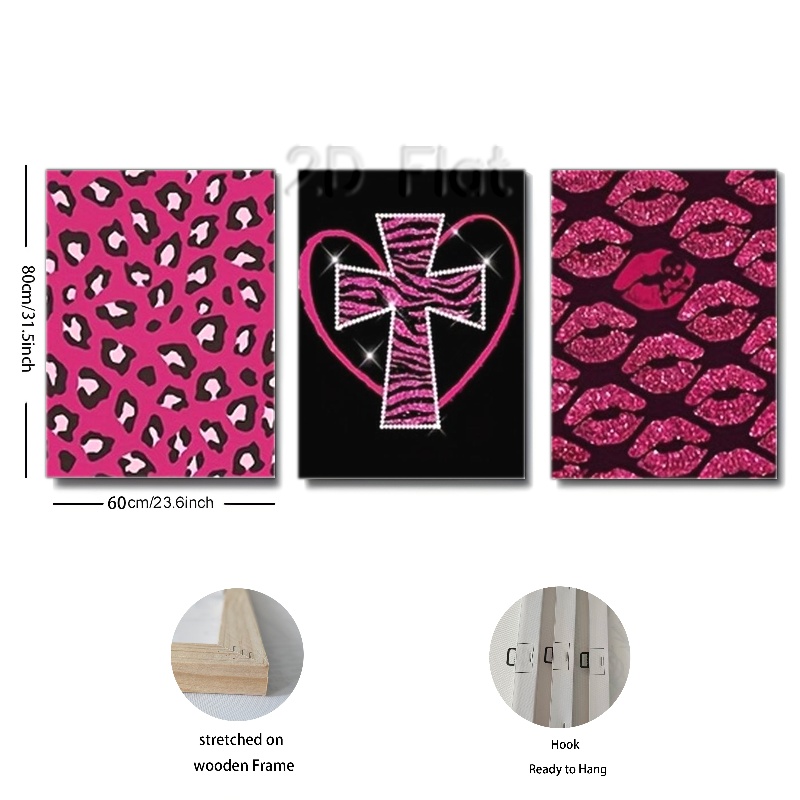 2D Flat
80cm/31.5inch
60cm/23.6inch
stretched on
wooden Frame
Hook
Ready to Hang